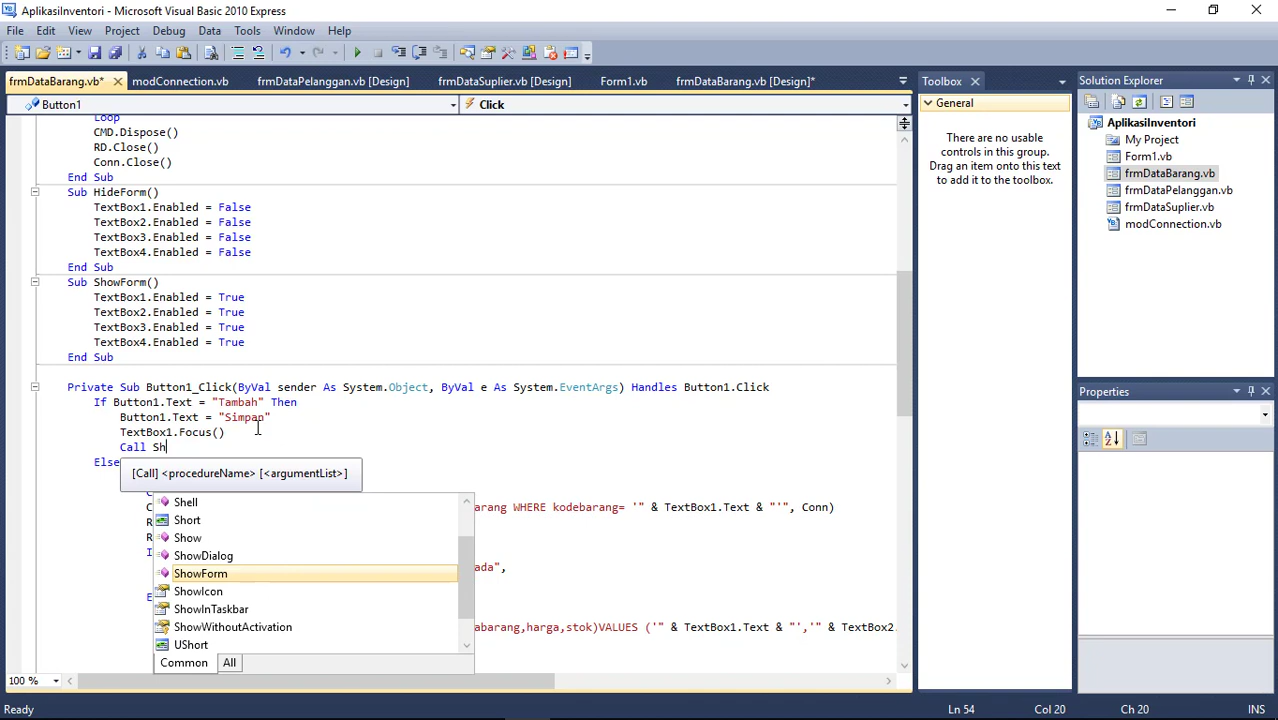 AplikasiInventori - Microsoft Visual Basic 2010 Express
File Edit View Project Debug Data Tools Window Help
frmDataBarang.vb* modConnection.vb frmDataPelanggan.vb [Design] frmDataSuplier.vb [Design] Form1.vb frmDataBarang.vb [Design]*
Button1 Click
Loop
CMD.Dispose()
RD.Close()
Conn.Close()
End Sub
Sub HideForm()
TextBox1.Enabled = False
TextBox2.Enabled = False
TextBox3.Enabled = False
TextBox4.Enabled = False
End Sub
Sub ShowForm()
TextBox1.Enabled = True
TextBox2.Enabled = True
TextBox3.Enabled = True
TextBox4.Enabled = True
End Sub
Private Sub Button1_Click(ByVal sender As System.Object, ByVal e As System.EventArgs) Handles Button1.Click
If Button1.Text = "Tambah" Then
Button1.Text = "Simpan"
TextBox1.Focus()
Call Sh
Else
[Call] <procedureName> [<argumentList>]
Shell
Short
Show
ShowDialog
ShowForm
ShowIcon
ShowInTaskbar
ShowWithoutActivation
UShort
Common All
arang WHERE kodebarang= '" & TextBox1.Text & "'", Conn)
ada",
abarang,harga,stok)VALUES ('" & TextBox1.Text & "','" & TextBox2.
100 %
Toolbox
General
There are no usable
controls in this group.
Drag an item onto this text
to add it to the toolbox.
Solution Explorer
AplikasiInventori
My Project
Form1.vb
frmDataBarang.vb
frmDataPelanggan.vb
frmDataSuplier.vb
modConnection.vb
Properties
Ready Ln 54 Col 20 Ch 20 INS